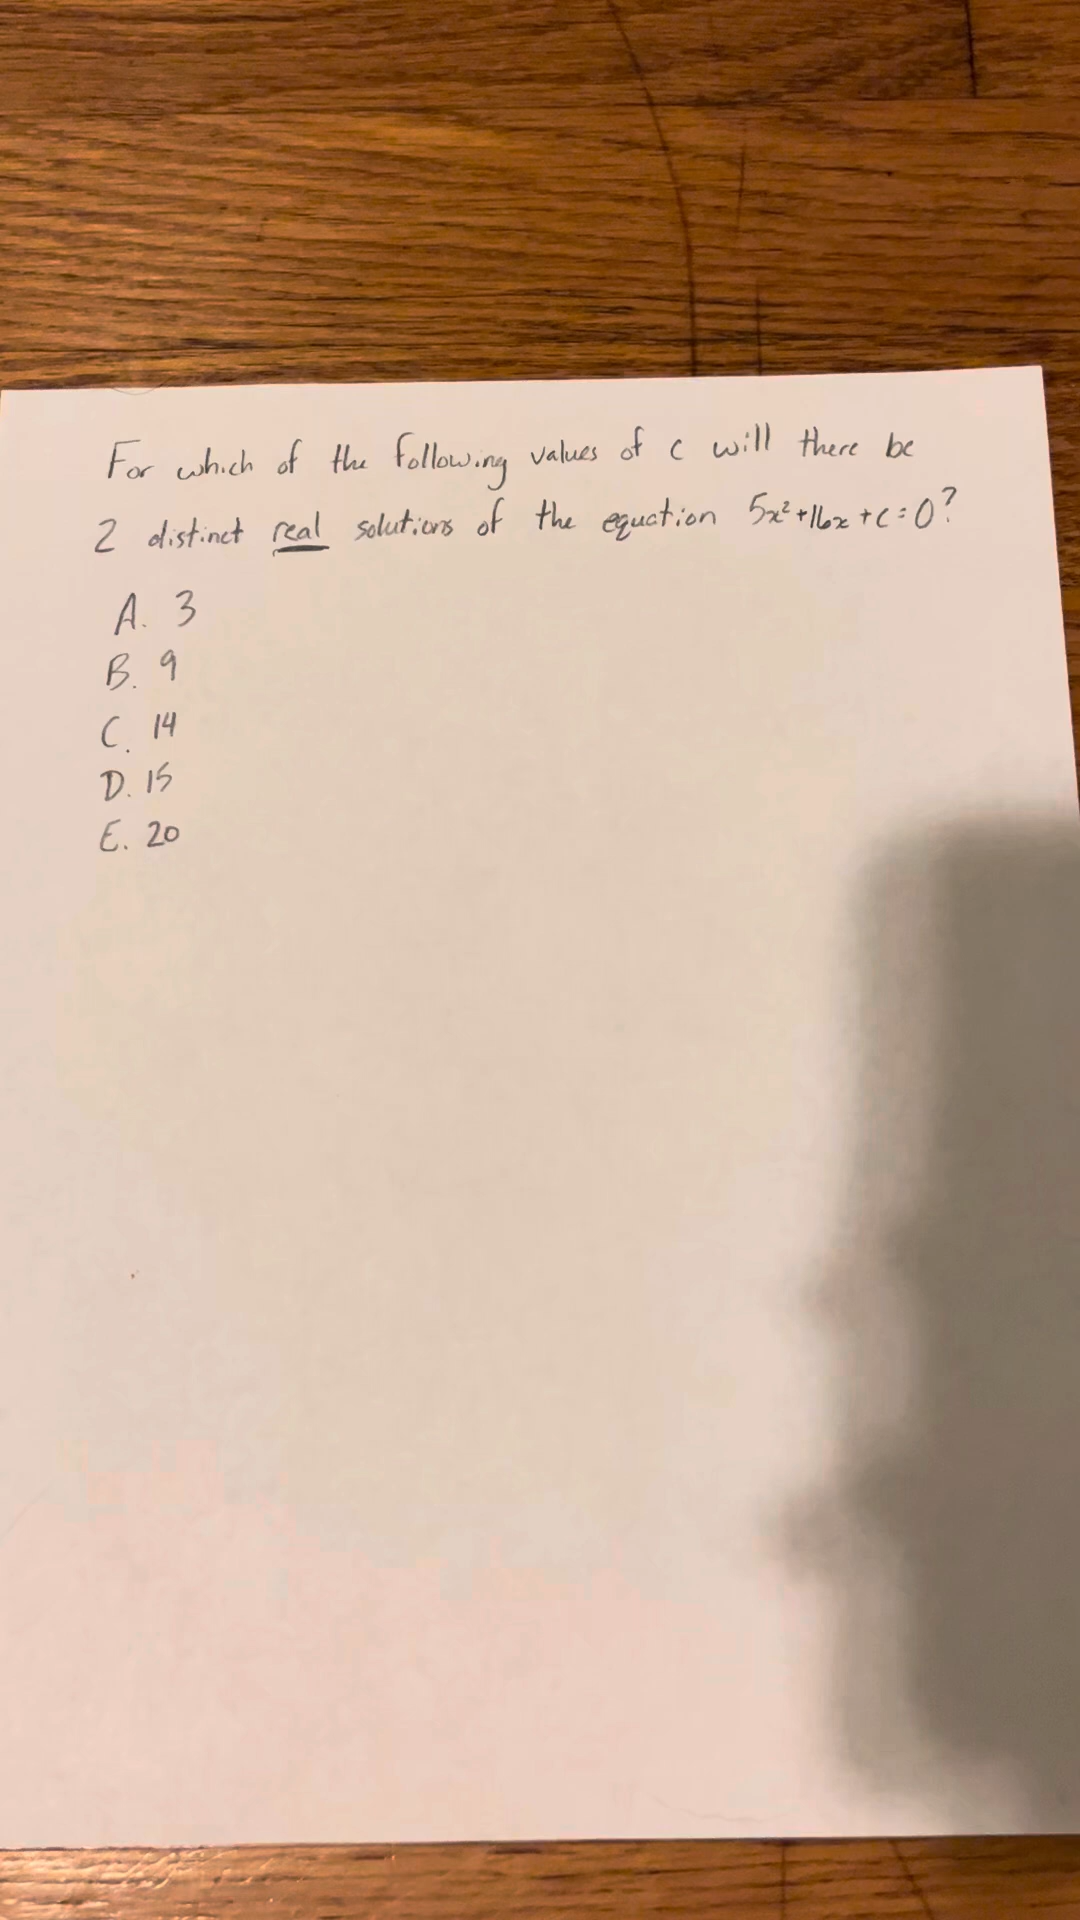 For which of the following values of c will there be
2 distinct real solutions of the equation 5x²+16x+c=0?
A. 3
B. 9
C. 14
D. 15
E. 20